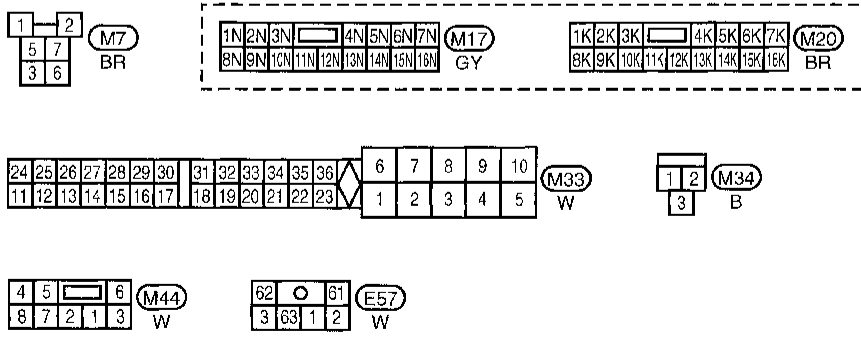 1 2
5 7
3 6
M7
BR
1N 2N 3N 4N 5N 6N 7N
8N 9N 10N 11N 12N 13N 14N 15N 16N
M17
GY
1K 2K 3K 4K 5K 6K 7K
8K 9K 10K 11K 12K 13K 14K 15K 16K
M20
BR
24 25 26 27 28 29 30 31 32 33 34 35 36
11 12 13 14 15 16 17 18 19 20 21 22 23
6 7 8 9 10
1 2 3 4 5
M33
W
1 2
3
M34
B
4 5 6
8 7 2 1 3
M44
W
62 61
3 63 1 2
E57
W